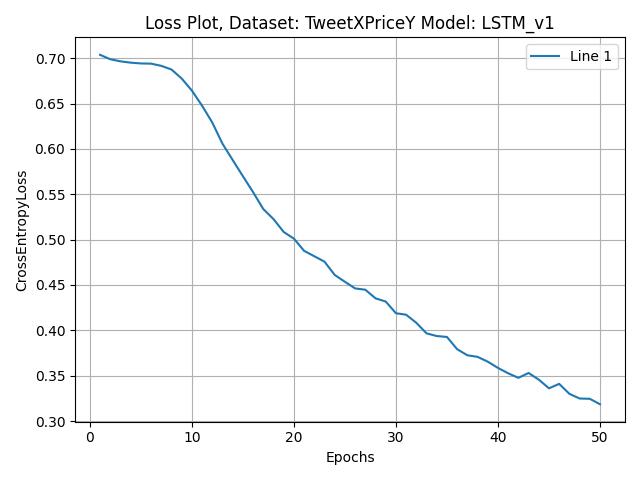 Loss Plot, Dataset: TweetXPriceY Model: LSTM_v1
Line 1
CrossEntropyLoss
0.70
0.65
0.60
0.55
0.50
0.45
0.40
0.35
0.30
0 10 20 30 40 50
Epochs